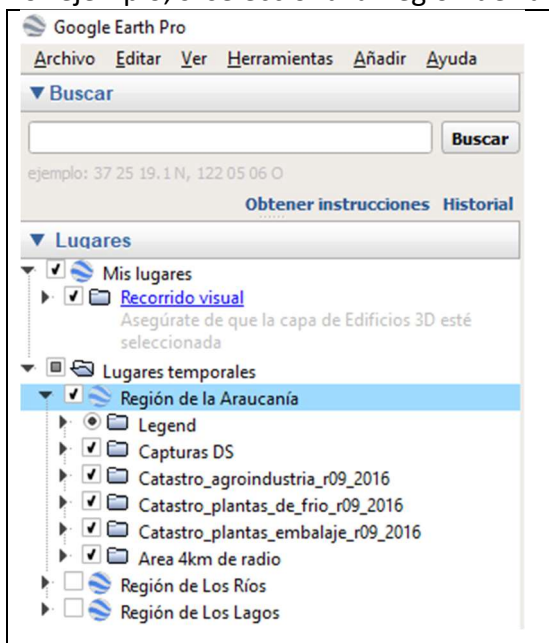 Google Earth Pro
Archivo Editar Ver Herramientas Añadir Ayuda
Buscar
Buscar
ejemplo: 37 25 19.1 N, 122 05 06 O
Obtener instrucciones Historial
Lugares
Mis lugares
Recorrido visual
Asegúrate de que la capa de Edificios 3D esté
seleccionada
Lugares temporales
Región de la Araucanía
Legend
Capturas DS
Catastro_agroindustria_r09_2016
Catastro_plantas_de_frio_r09_2016
Catastro_plantas_embalaje_r09_2016
Area 4km de radio
Región de Los Ríos
Región de Los Lagos